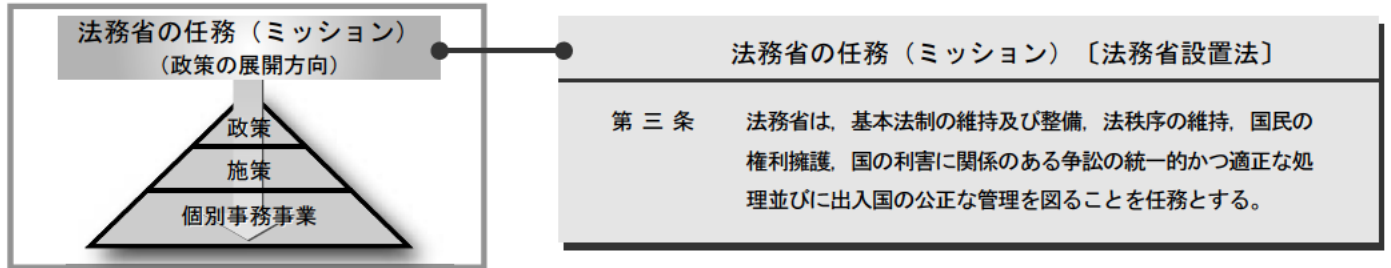 法務省の任務（ミッション）
（政策の展開方向）
政策
施策
個別事務事業
法務省の任務（ミッション）〔法務省設置法〕
第三条　法務省は，基本法制の維持及び整備，法秩序の維持，国民の
権利擁護，国の利害に関係のある争訟の統一的かつ適正な処
理並びに出入国の公正な管理を図ることを任務とする。